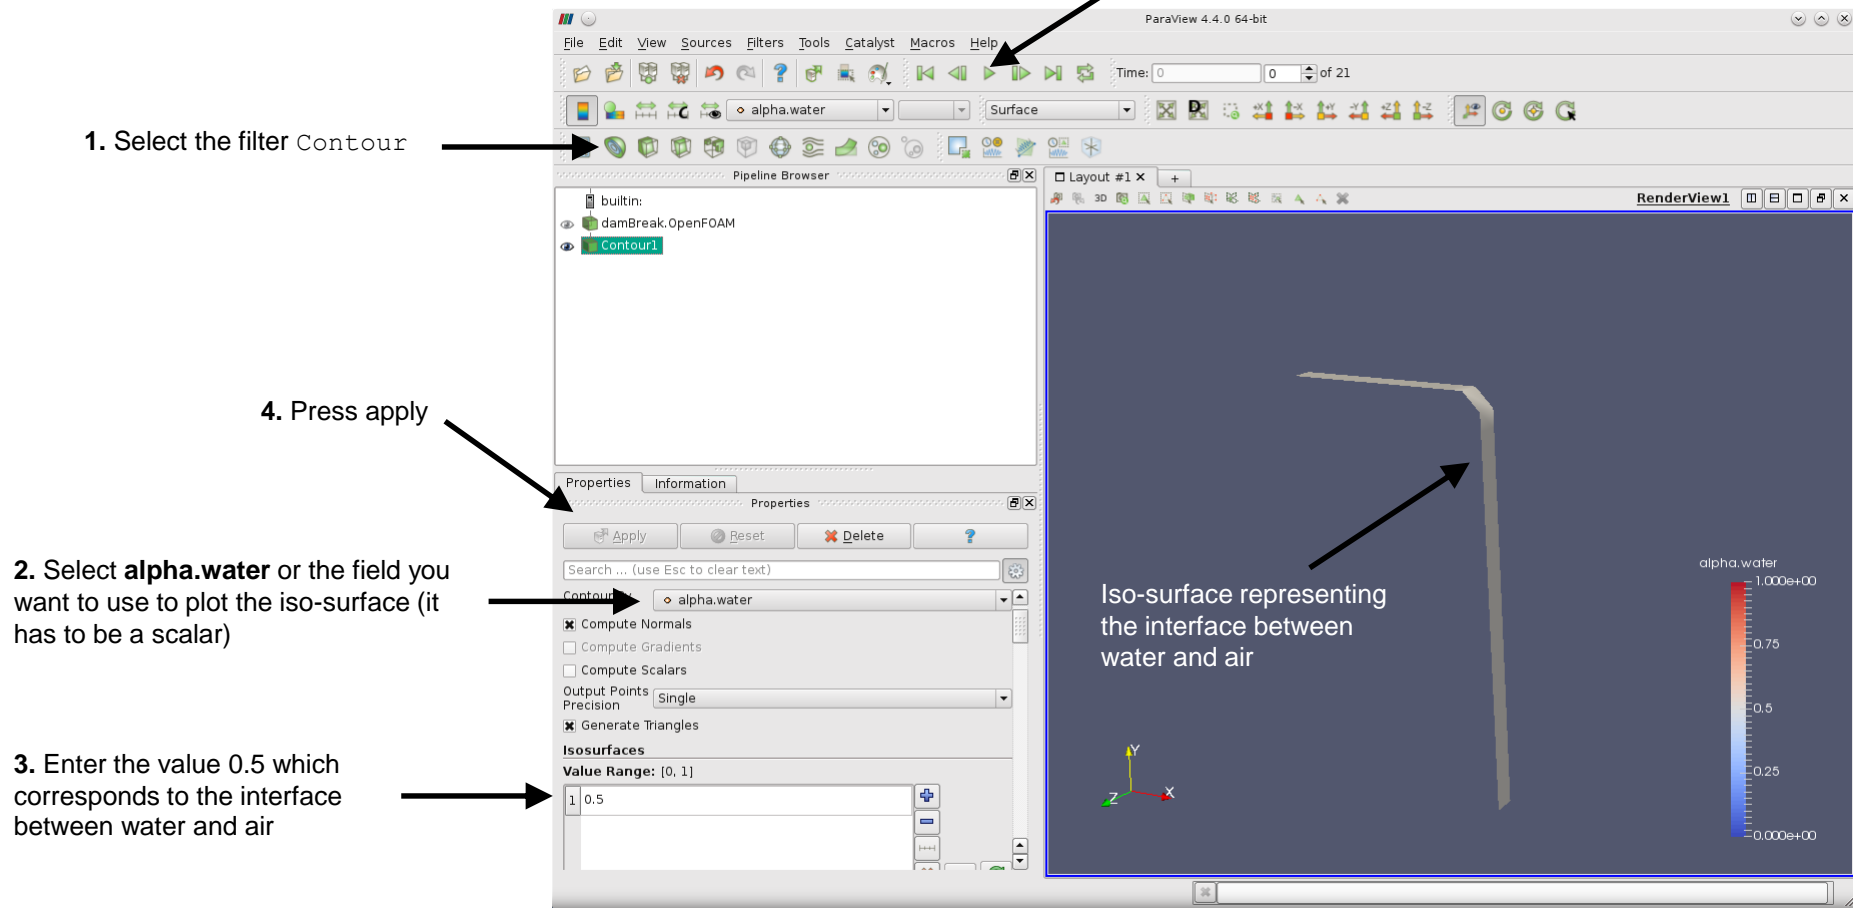 ParaView 4.4.0 64-bit
File Edit View Sources Filters Tools Catalyst Macros Help
Time: 0 0 of 21
alpha.water Surface
1. Select the filter Contour
Pipeline Browser
Layout #1 +
builtin:
3D
RenderView1
damBreak.OpenFOAM
Contour1
4. Press apply
Properties Information
Properties
Apply Reset Delete ?
2. Select alpha.water or the field you
want to use to plot the iso-surface (it
has to be a scalar)
Search ... (use Esc to clear text)
alpha.water
Compute Normals
Compute Gradients
Compute Scalars
Output Points
Precision
Single
Generate Triangles
Isosurfaces
Value Range: [0, 1]
1 0.5
3. Enter the value 0.5 which
corresponds to the interface
between water and air
Iso-surface representing
the interface between
water and air
Y
Z
X
alpha.water
1.000e+00
0.75
0.5
0.25
0.000e+00